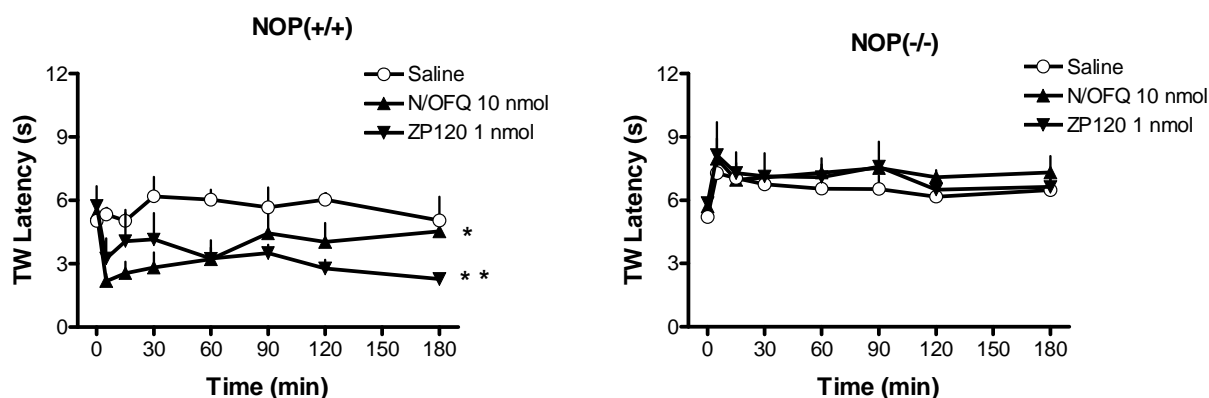 NOP(+/+)
Saline
N/OFQ 10 nmol
ZP120 1 nmol
TW Latency (s)
12
9
6
3
0
*
* *
0 30 60 90 120 150 180
Time (min)
NOP(-/-)
Saline
N/OFQ 10 nmol
ZP120 1 nmol
TW Latency (s)
12
9
6
3
0
0 30 60 90 120 150 180
Time (min)